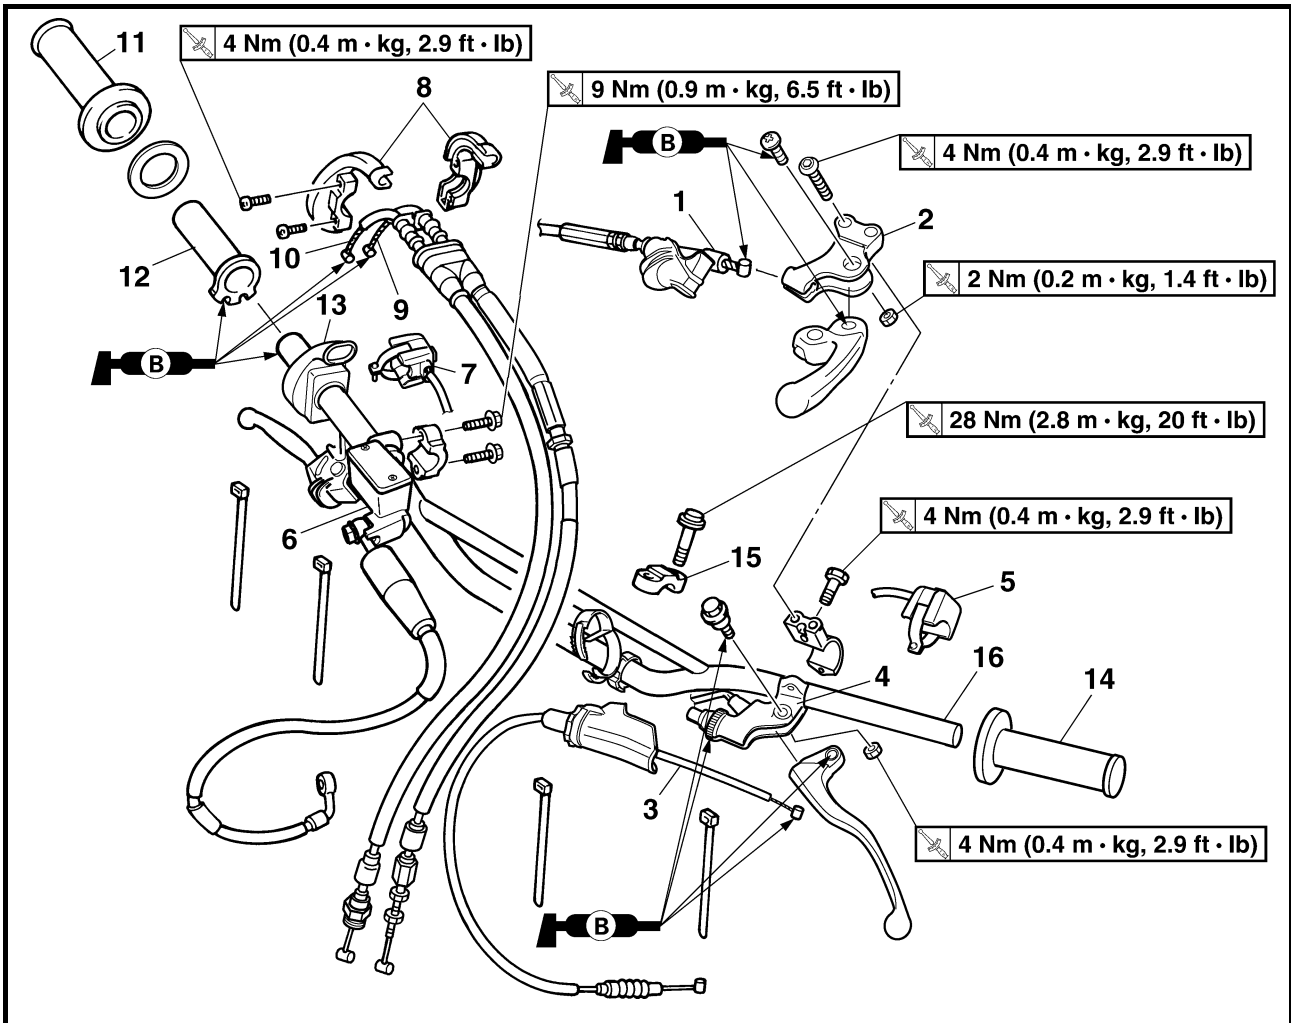 11
4 Nm (0.4 m · kg, 2.9 ft · lb)
8
9 Nm (0.9 m · kg, 6.5 ft · lb)
B
4 Nm (0.4 m · kg, 2.9 ft · lb)
1
2
10
12
9
13
2 Nm (0.2 m · kg, 1.4 ft · lb)
B
7
28 Nm (2.8 m · kg, 20 ft · lb)
6
4 Nm (0.4 m · kg, 2.9 ft · lb)
15
5
16
4
14
3
4 Nm (0.4 m · kg, 2.9 ft · lb)
B